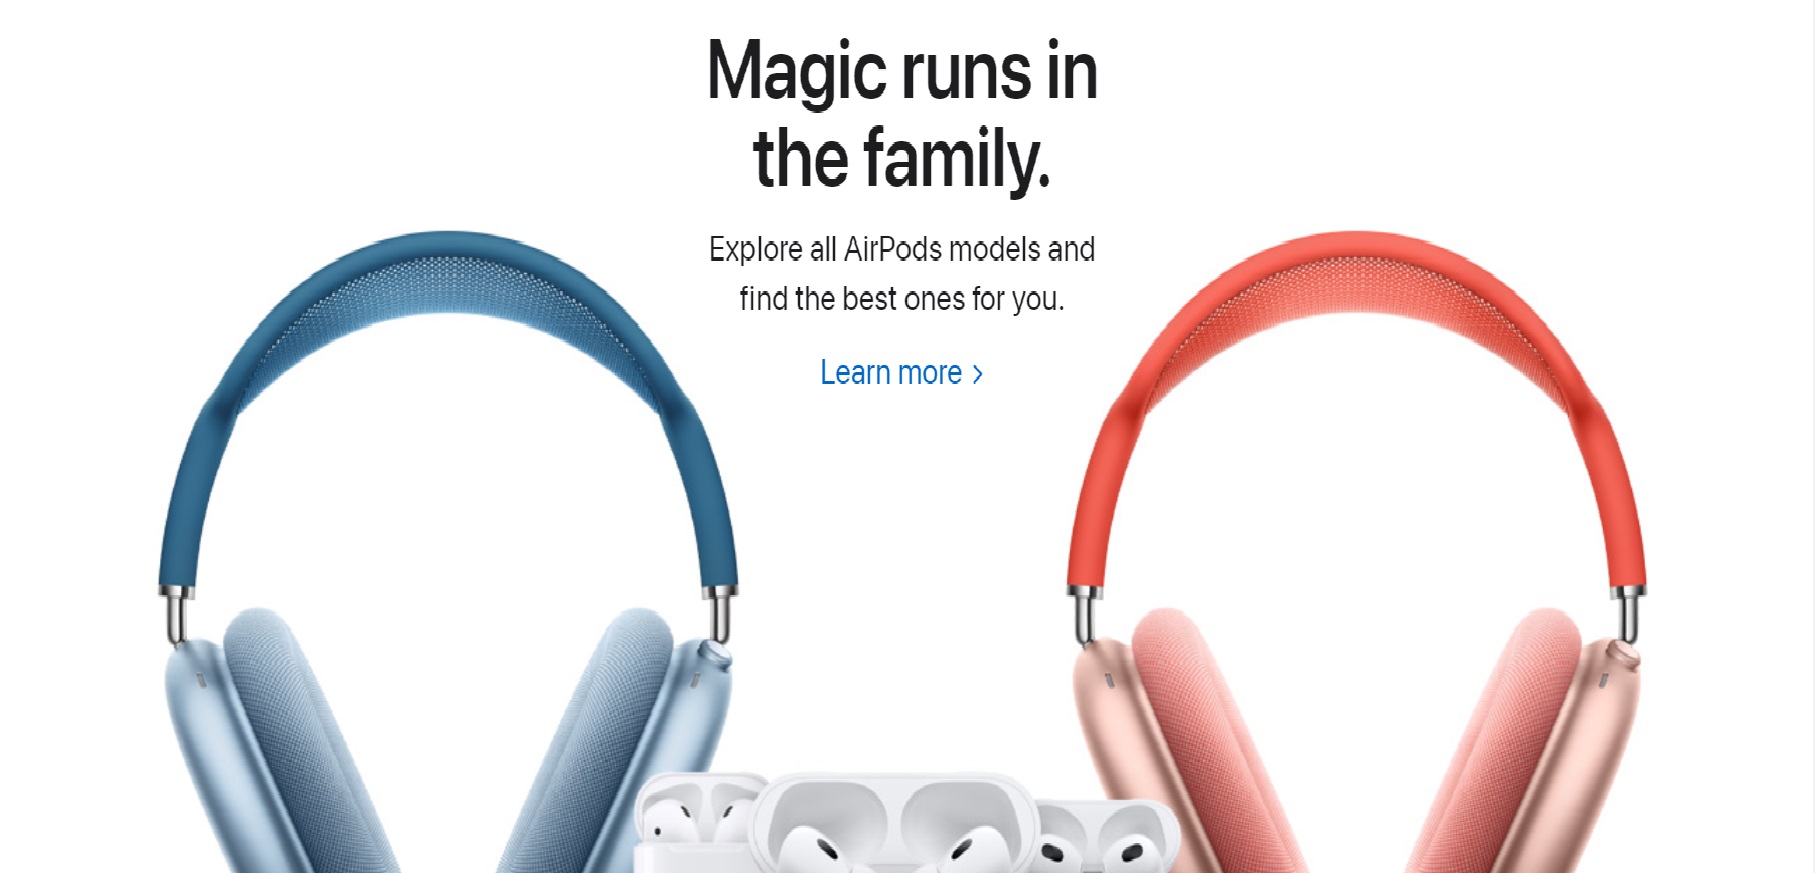 Magic runs in
the family.
Explore all AirPods models and
find the best ones for you.
Learn more >